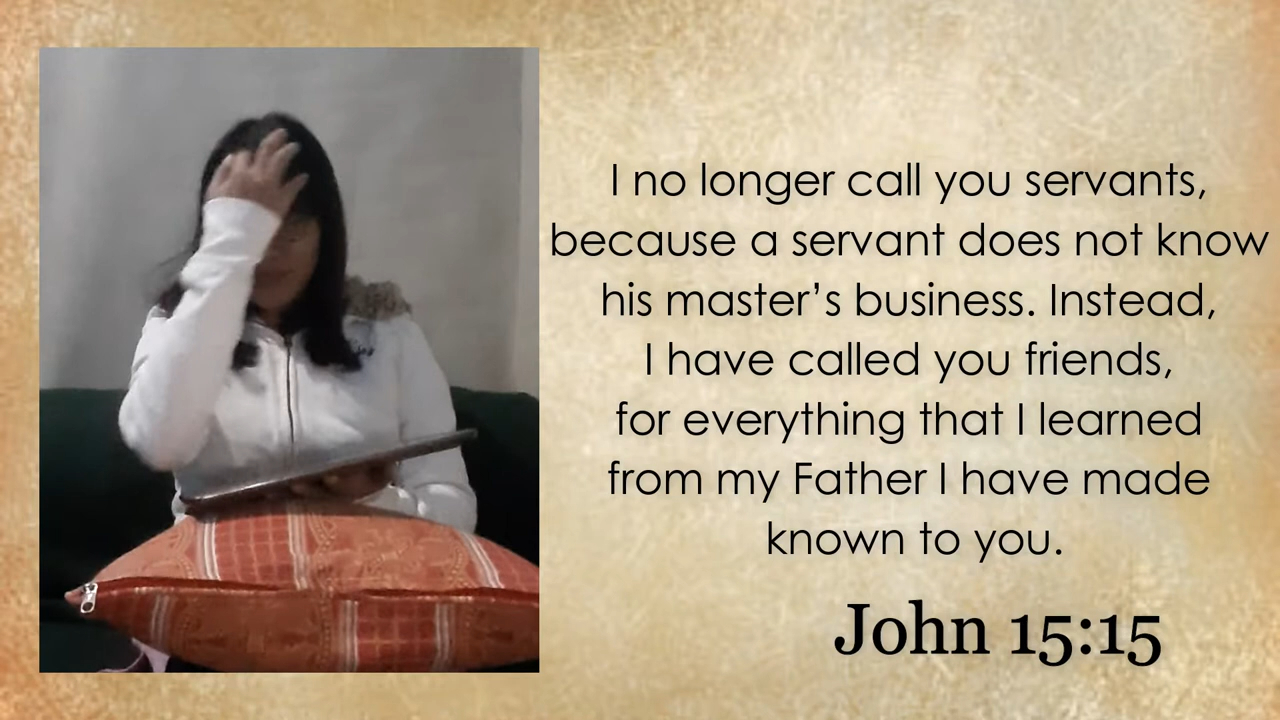 I no longer call you servants,
because a servant does not know
his master’s business. Instead,
I have called you friends,
for everything that I learned
from my Father I have made
known to you.
John 15:15